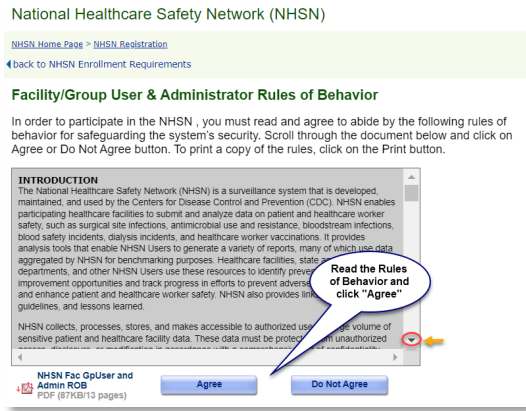 National Healthcare Safety Network (NHSN)
NHSN Home Page > NHSN Registration
back to NHSN Enrollment Requirements
Facility/Group User & Administrator Rules of Behavior
In order to participate in the NHSN , you must read and agree to abide by the following rules of
behavior for safeguarding the system's security. Scroll through the document below and click on
Agree or Do Not Agree button. To print a copy of the rules, click on the Print button.
INTRODUCTION
The National Healthcare Safety Network (NHSN) is a surveillance system that is developed,
maintained, and used by the Centers for Disease Control and Prevention (CDC). NHSN enables
participating healthcare facilities to submit and analyze data on patient and healthcare worker
safety, such as surgical site infections, antimicrobial use and resistance, bloodstream infections,
blood safety incidents, dialysis incidents, and healthcare worker vaccinations. It provides
analysis tools that enable NHSN Users to generate a variety of reports, many of which use data
aggregated by NHSN for benchmarking purposes. Healthcare facilities, state
departments, and other NHSN Users use these resources to identify
improvement opportunities and track progress in efforts to prevent
and enhance patient and healthcare worker safety. NHSN also provides
guidelines, and lessons learned.
NHSN collects, processes, stores, and makes accessible to authorized volume of
sensitive patient and healthcare facility data. These data must be unauthorized
Read the Rules
of Behavior and
click "Agree"
NHSN Fac GpUser and
Admin ROB
PDF (87KB/13 pages)
Agree
Do Not Agree